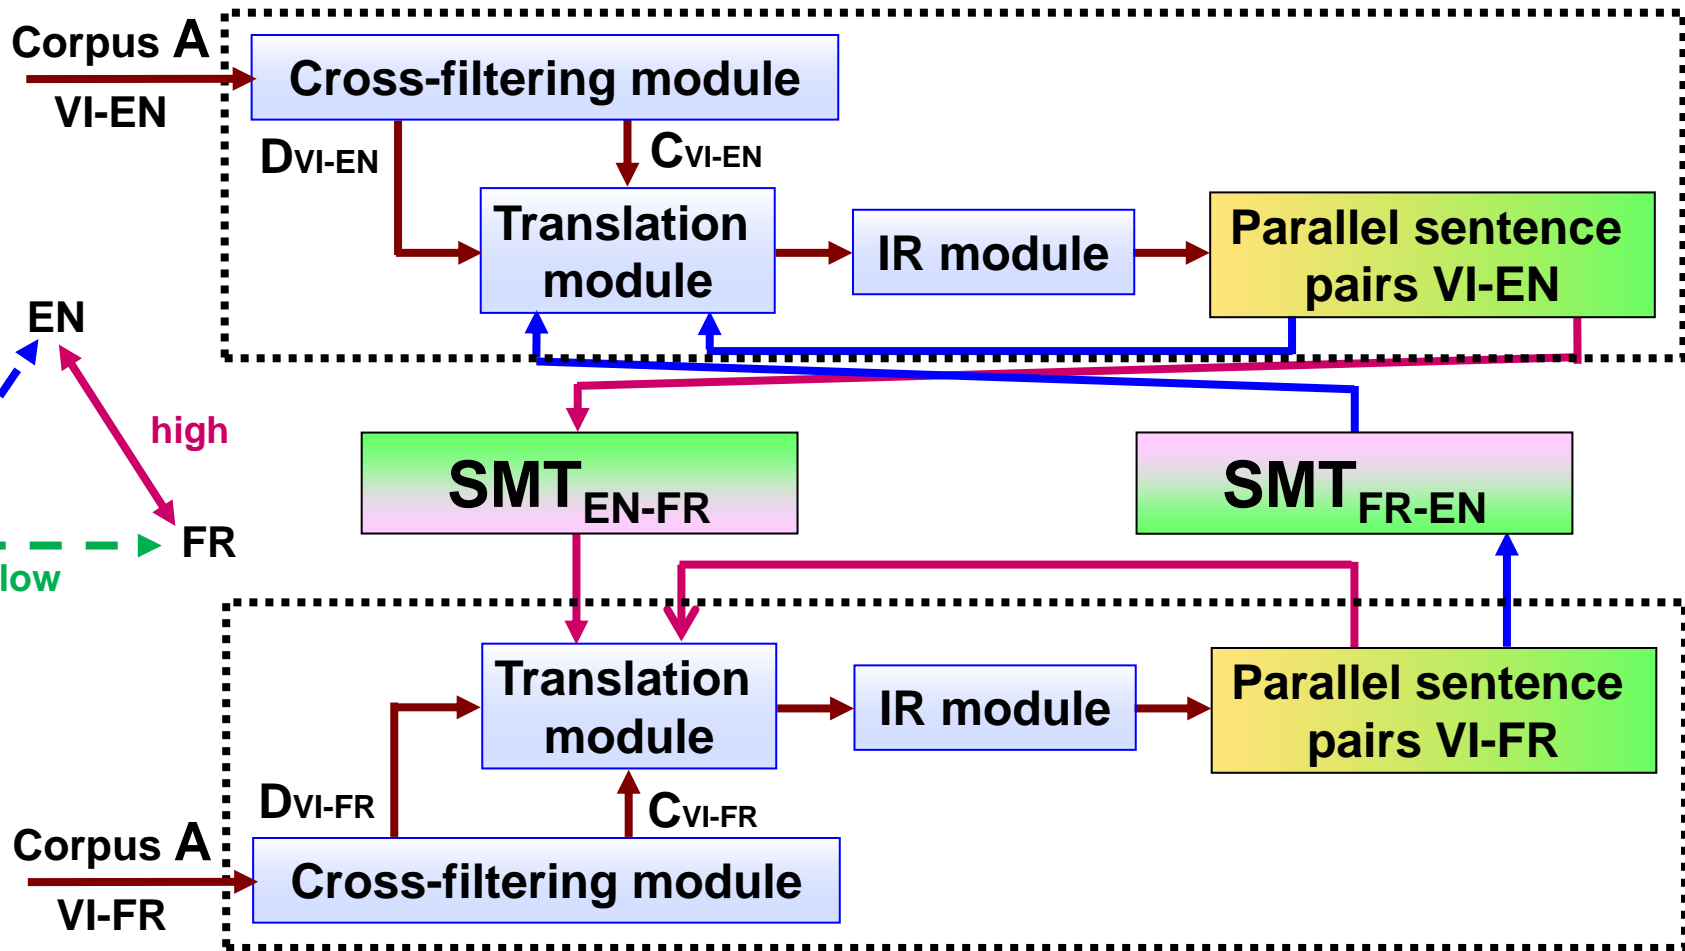 Corpus A
VI-EN
Cross-filtering module
DVI-EN
CVI-EN
Translation
module
IR module
Parallel sentence
pairs VI-EN
EN
high
FR
low
SMTEN-FR
SMTFR-EN
Translation
module
IR module
Parallel sentence
pairs VI-FR
DVI-FR
CVI-FR
Corpus A
VI-FR
Cross-filtering module